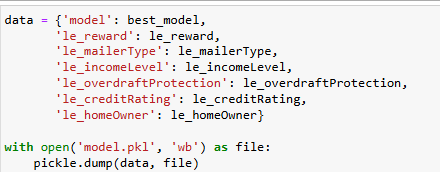 data = {'model': best_model,
        'le_reward': le_reward,
        'le_mailerType': le_mailerType,
        'le_incomeLevel': le_incomeLevel,
        'le_overdraftProtection': le_overdraftProtection,
        'le_creditRating': le_creditRating,
        'le_homeOwner': le_homeOwner}

with open('model.pkl', 'wb') as file:
    pickle.dump(data, file)